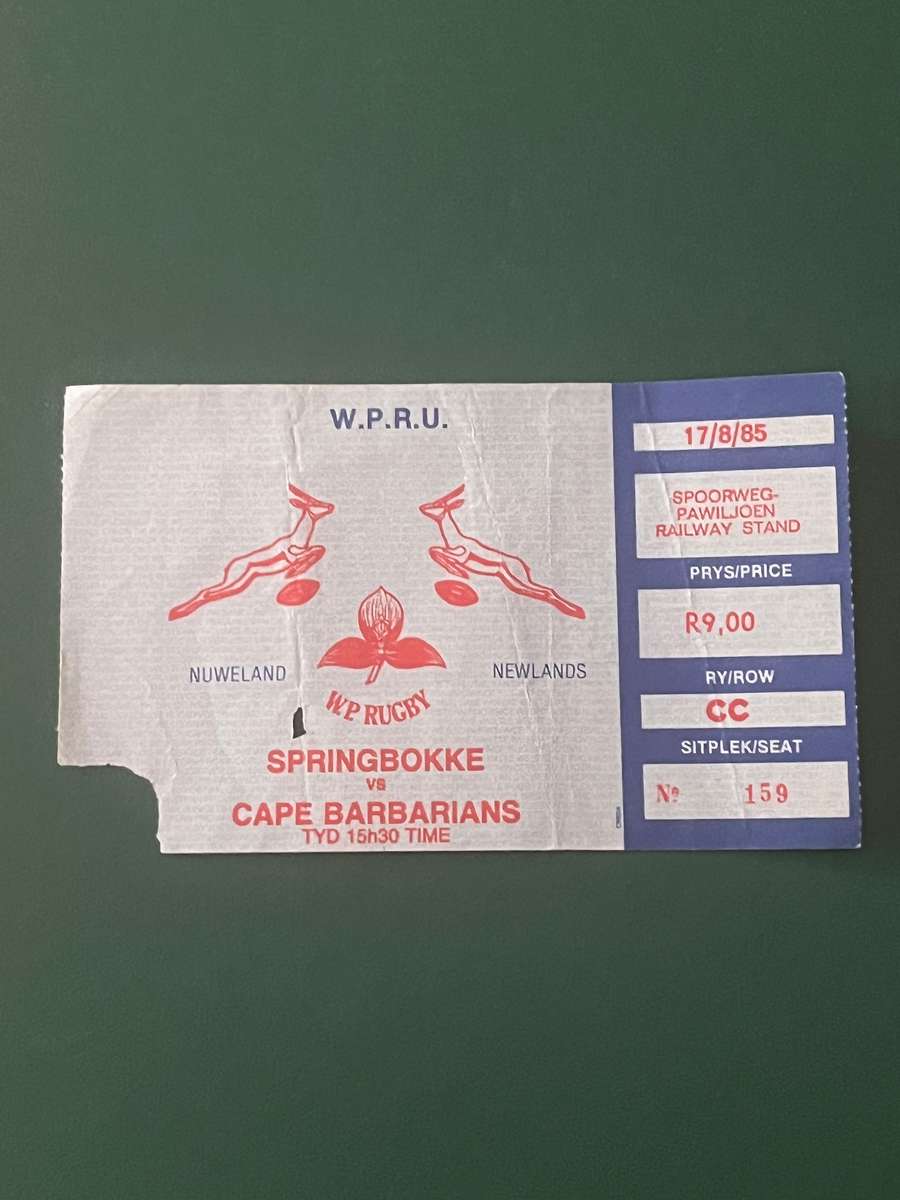 W.P.R.U.
NUWELAND
NEWLANDS
W.P. RUGBY
SPRINGBOKKE
vs
CAPE BARBARIANS
TYD 15h30 TIME
17/8/85
SPOORWEG-
PAWILJOEN
RAILWAY STAND
PRYS/PRICE
R9,00
RY/ROW
CC
SITPLEK/SEAT
Nº 159